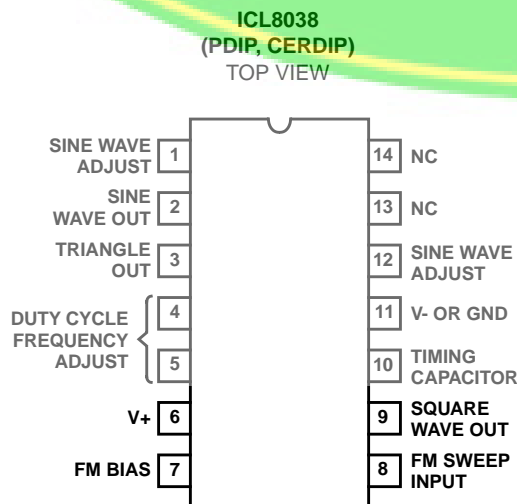 ICL8038
(PDIP, CERDIP)
TOP VIEW
SINE WAVE
ADJUST
1
SINE
WAVE OUT
2
TRIANGLE
OUT
3
DUTY CYCLE
FREQUENCY
ADJUST
4
5
V+
6
FM BIAS
7
14
NC
13
NC
12
SINE WAVE
ADJUST
11
V- OR GND
10
TIMING
CAPACITOR
9
SQUARE
WAVE OUT
8
FM SWEEP
INPUT